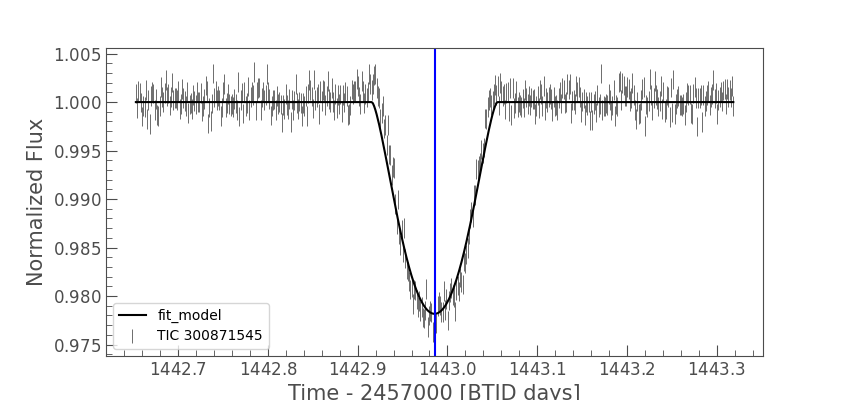 Normalized Flux
1.005
1.000
0.995
0.990
0.985
0.980
0.975
fit_model
TIC 300871545
1442.7 1442.8 1442.9 1443.0 1443.1 1443.2 1443.3
Time - 2457000 [BTJD days]